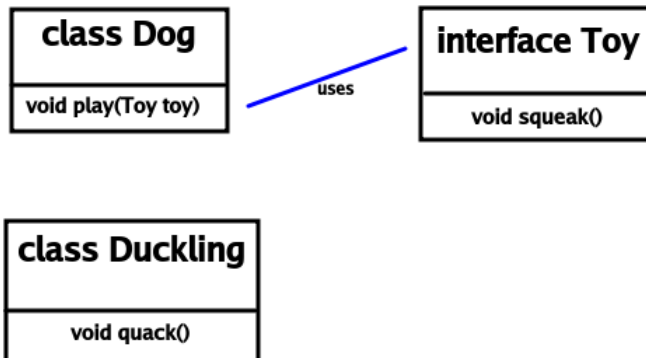 class Dog
void play(Toy toy)
uses
interface Toy
void squeak()
class Duckling
void quack()